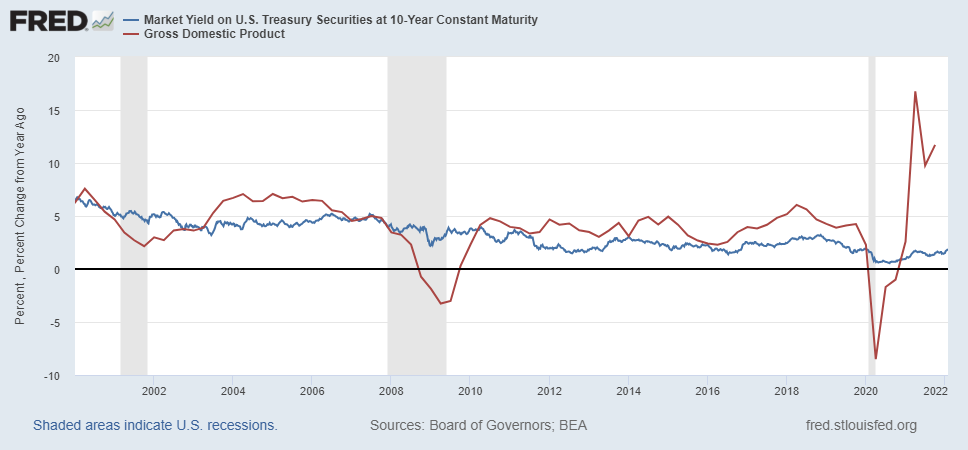 FRED
Market Yield on U.S. Treasury Securities at 10-Year Constant Maturity
Gross Domestic Product
Percent , Percent Change from Year Ago
20
15
10
5
0
-5
-10
2002 2004 2006 2008 2010 2012 2014 2016 2018 2020 2022
Shaded areas indicate U.S. recessions. Sources: Board of Governors; BEA fred.stlouisfed.org